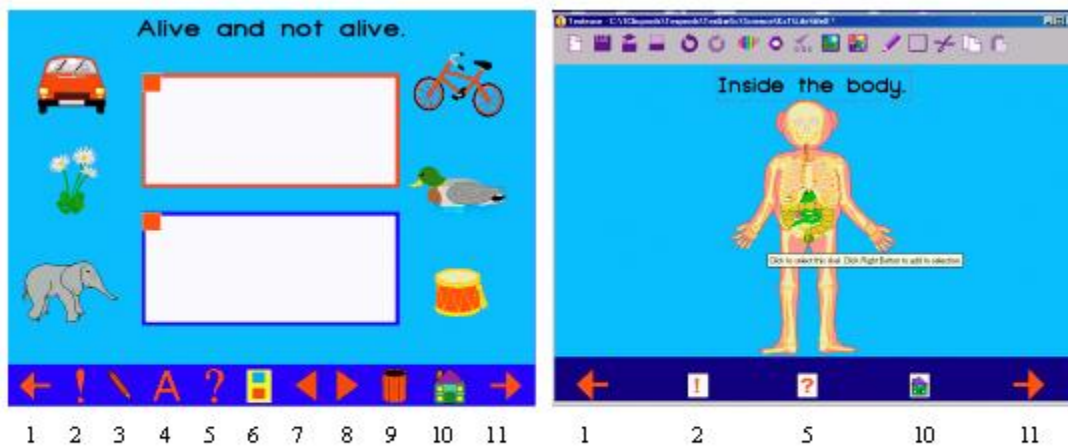 Alive and not alive.
A
1 2 3 4 5 6 7 8 9 10 11
Inside the body.
Click to select this oval. Click Right Button to add to selection.
1 2 5 10 11